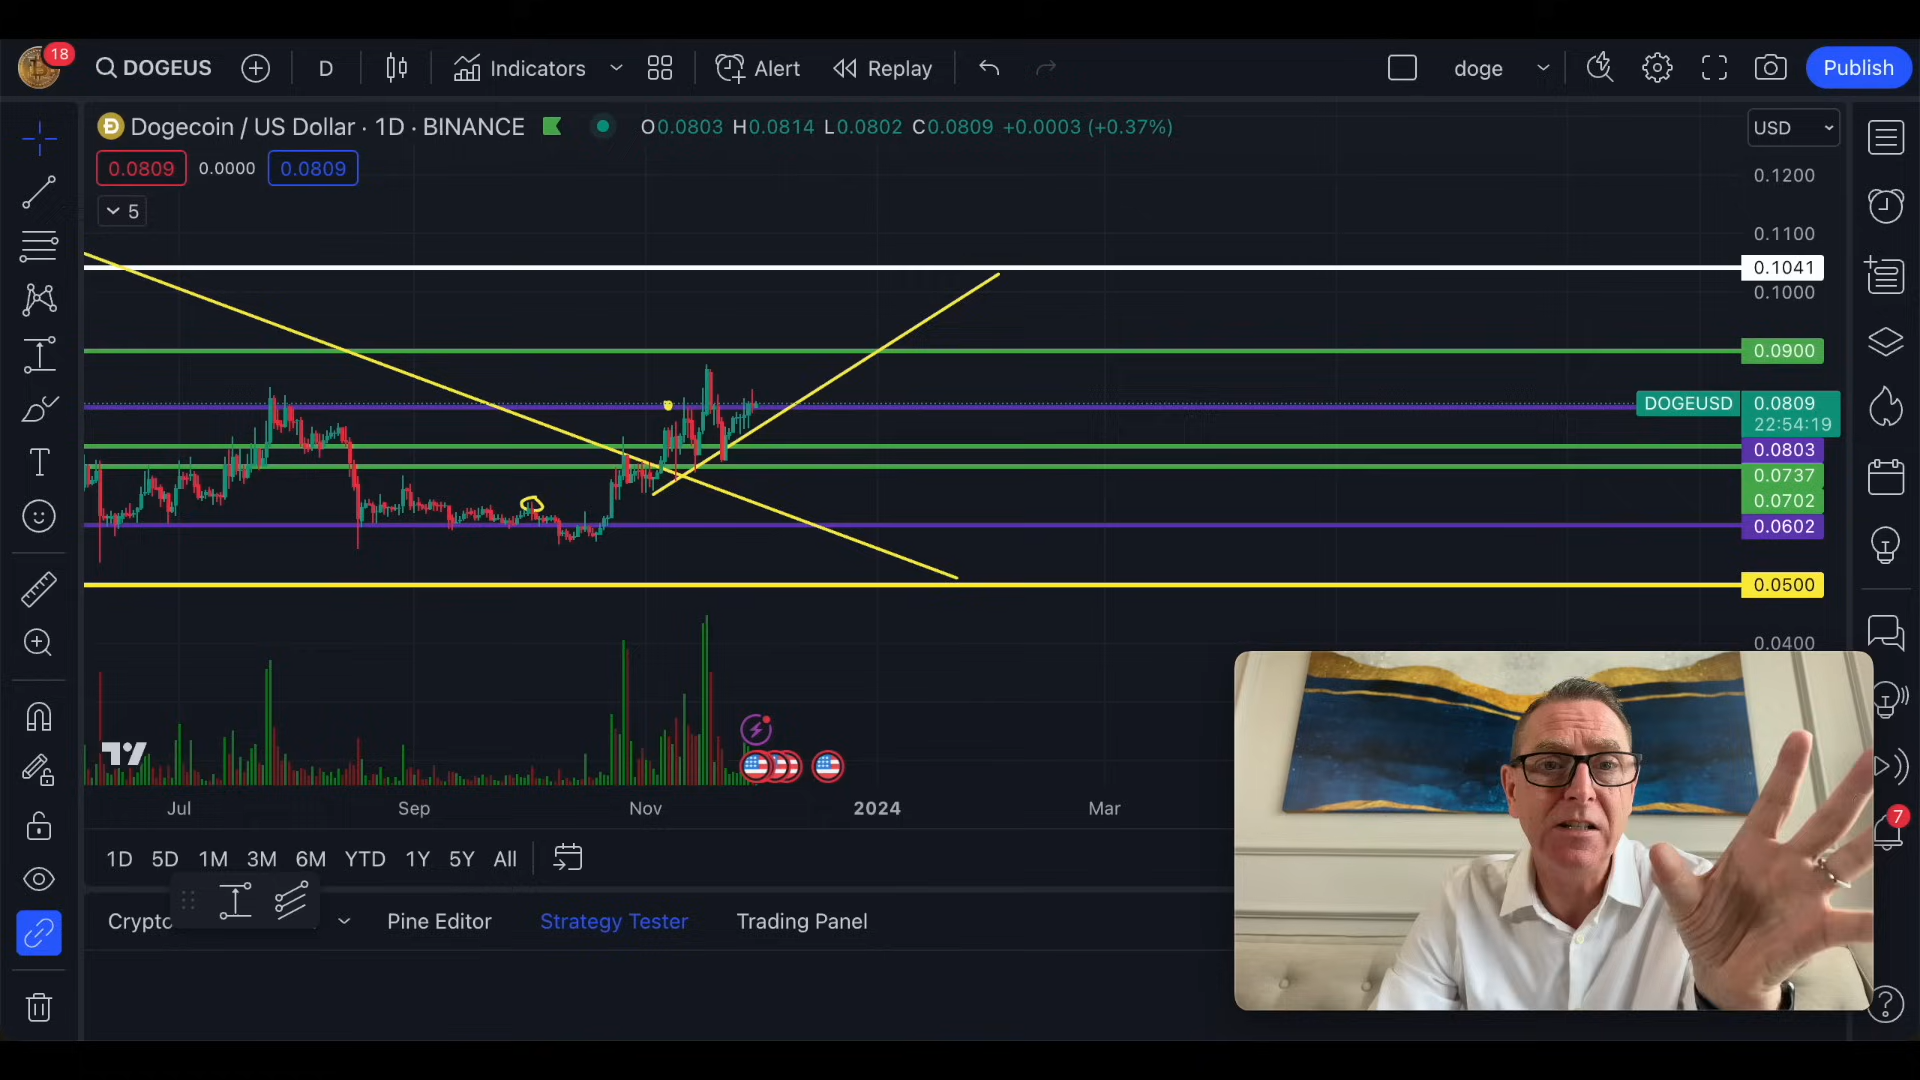 18
DOGEUS
D
Indicators
Alert
Replay
doge
Publish
Dogecoin / US Dollar · 1D · BINANCE
O0.0803 H0.0814 L0.0802 C0.0809 +0.0003 (+0.37%)
USD
0.0809 0.0000 0.0809
5
0.1200
0.1100
0.1041
0.1000
0.0900
DOGEUSD 0.0809
22:54:19
0.0803
0.0737
0.0702
0.0602
0.0500
0.0400
Jul Sep Nov 2024 Mar
7
1D 5D 1M 3M 6M YTD 1Y 5Y All
Crypto Pine Editor Strategy Tester Trading Panel